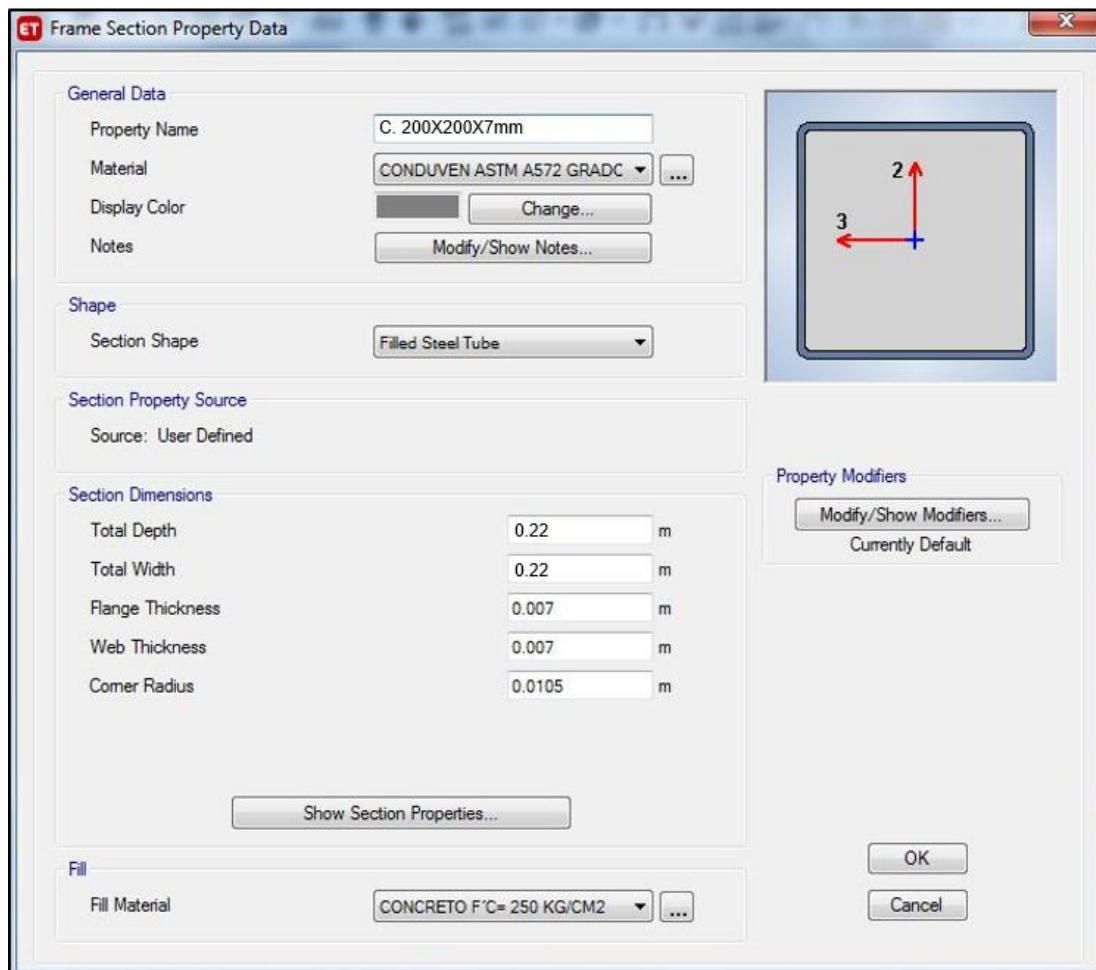 ET Frame Section Property Data
General Data
Property Name C. 200X200X7mm
Material CONDUVEN ASTM A572 GRADC ...
Display Color Change...
Notes Modify/Show Notes...
2
3
Shape
Section Shape Filled Steel Tube
Section Property Source
Source: User Defined
Property Modifiers
Modify/Show Modifiers...
Currently Default
Section Dimensions
Total Depth 0.22 m
Total Width 0.22 m
Flange Thickness 0.007 m
Web Thickness 0.007 m
Corner Radius 0.0105 m
Show Section Properties...
Fill
Fill Material CONCRETO F´C= 250 KG/CM2 ...
OK
Cancel